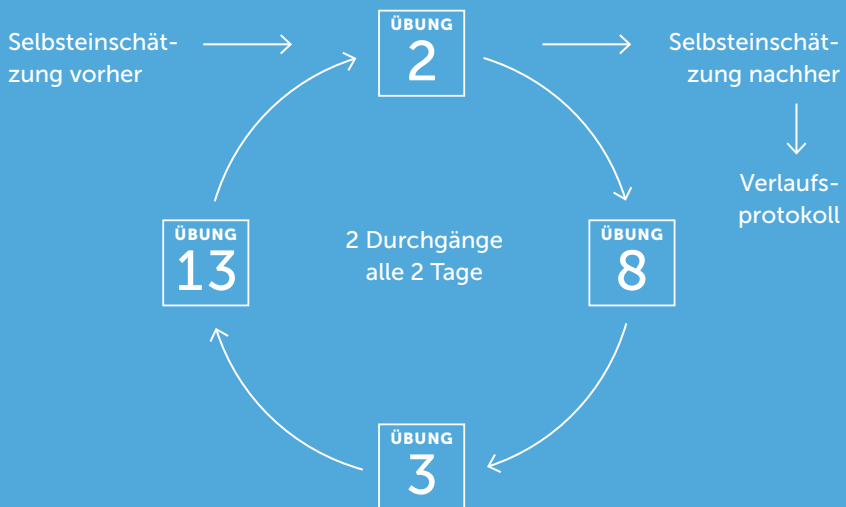 Selbsteinschät-
zung vorher
ÜBUNG
2
Selbsteinschät-
zung nachher
Verlaufs-
protokoll
ÜBUNG
13
2 Durchgänge
alle 2 Tage
ÜBUNG
8
ÜBUNG
3